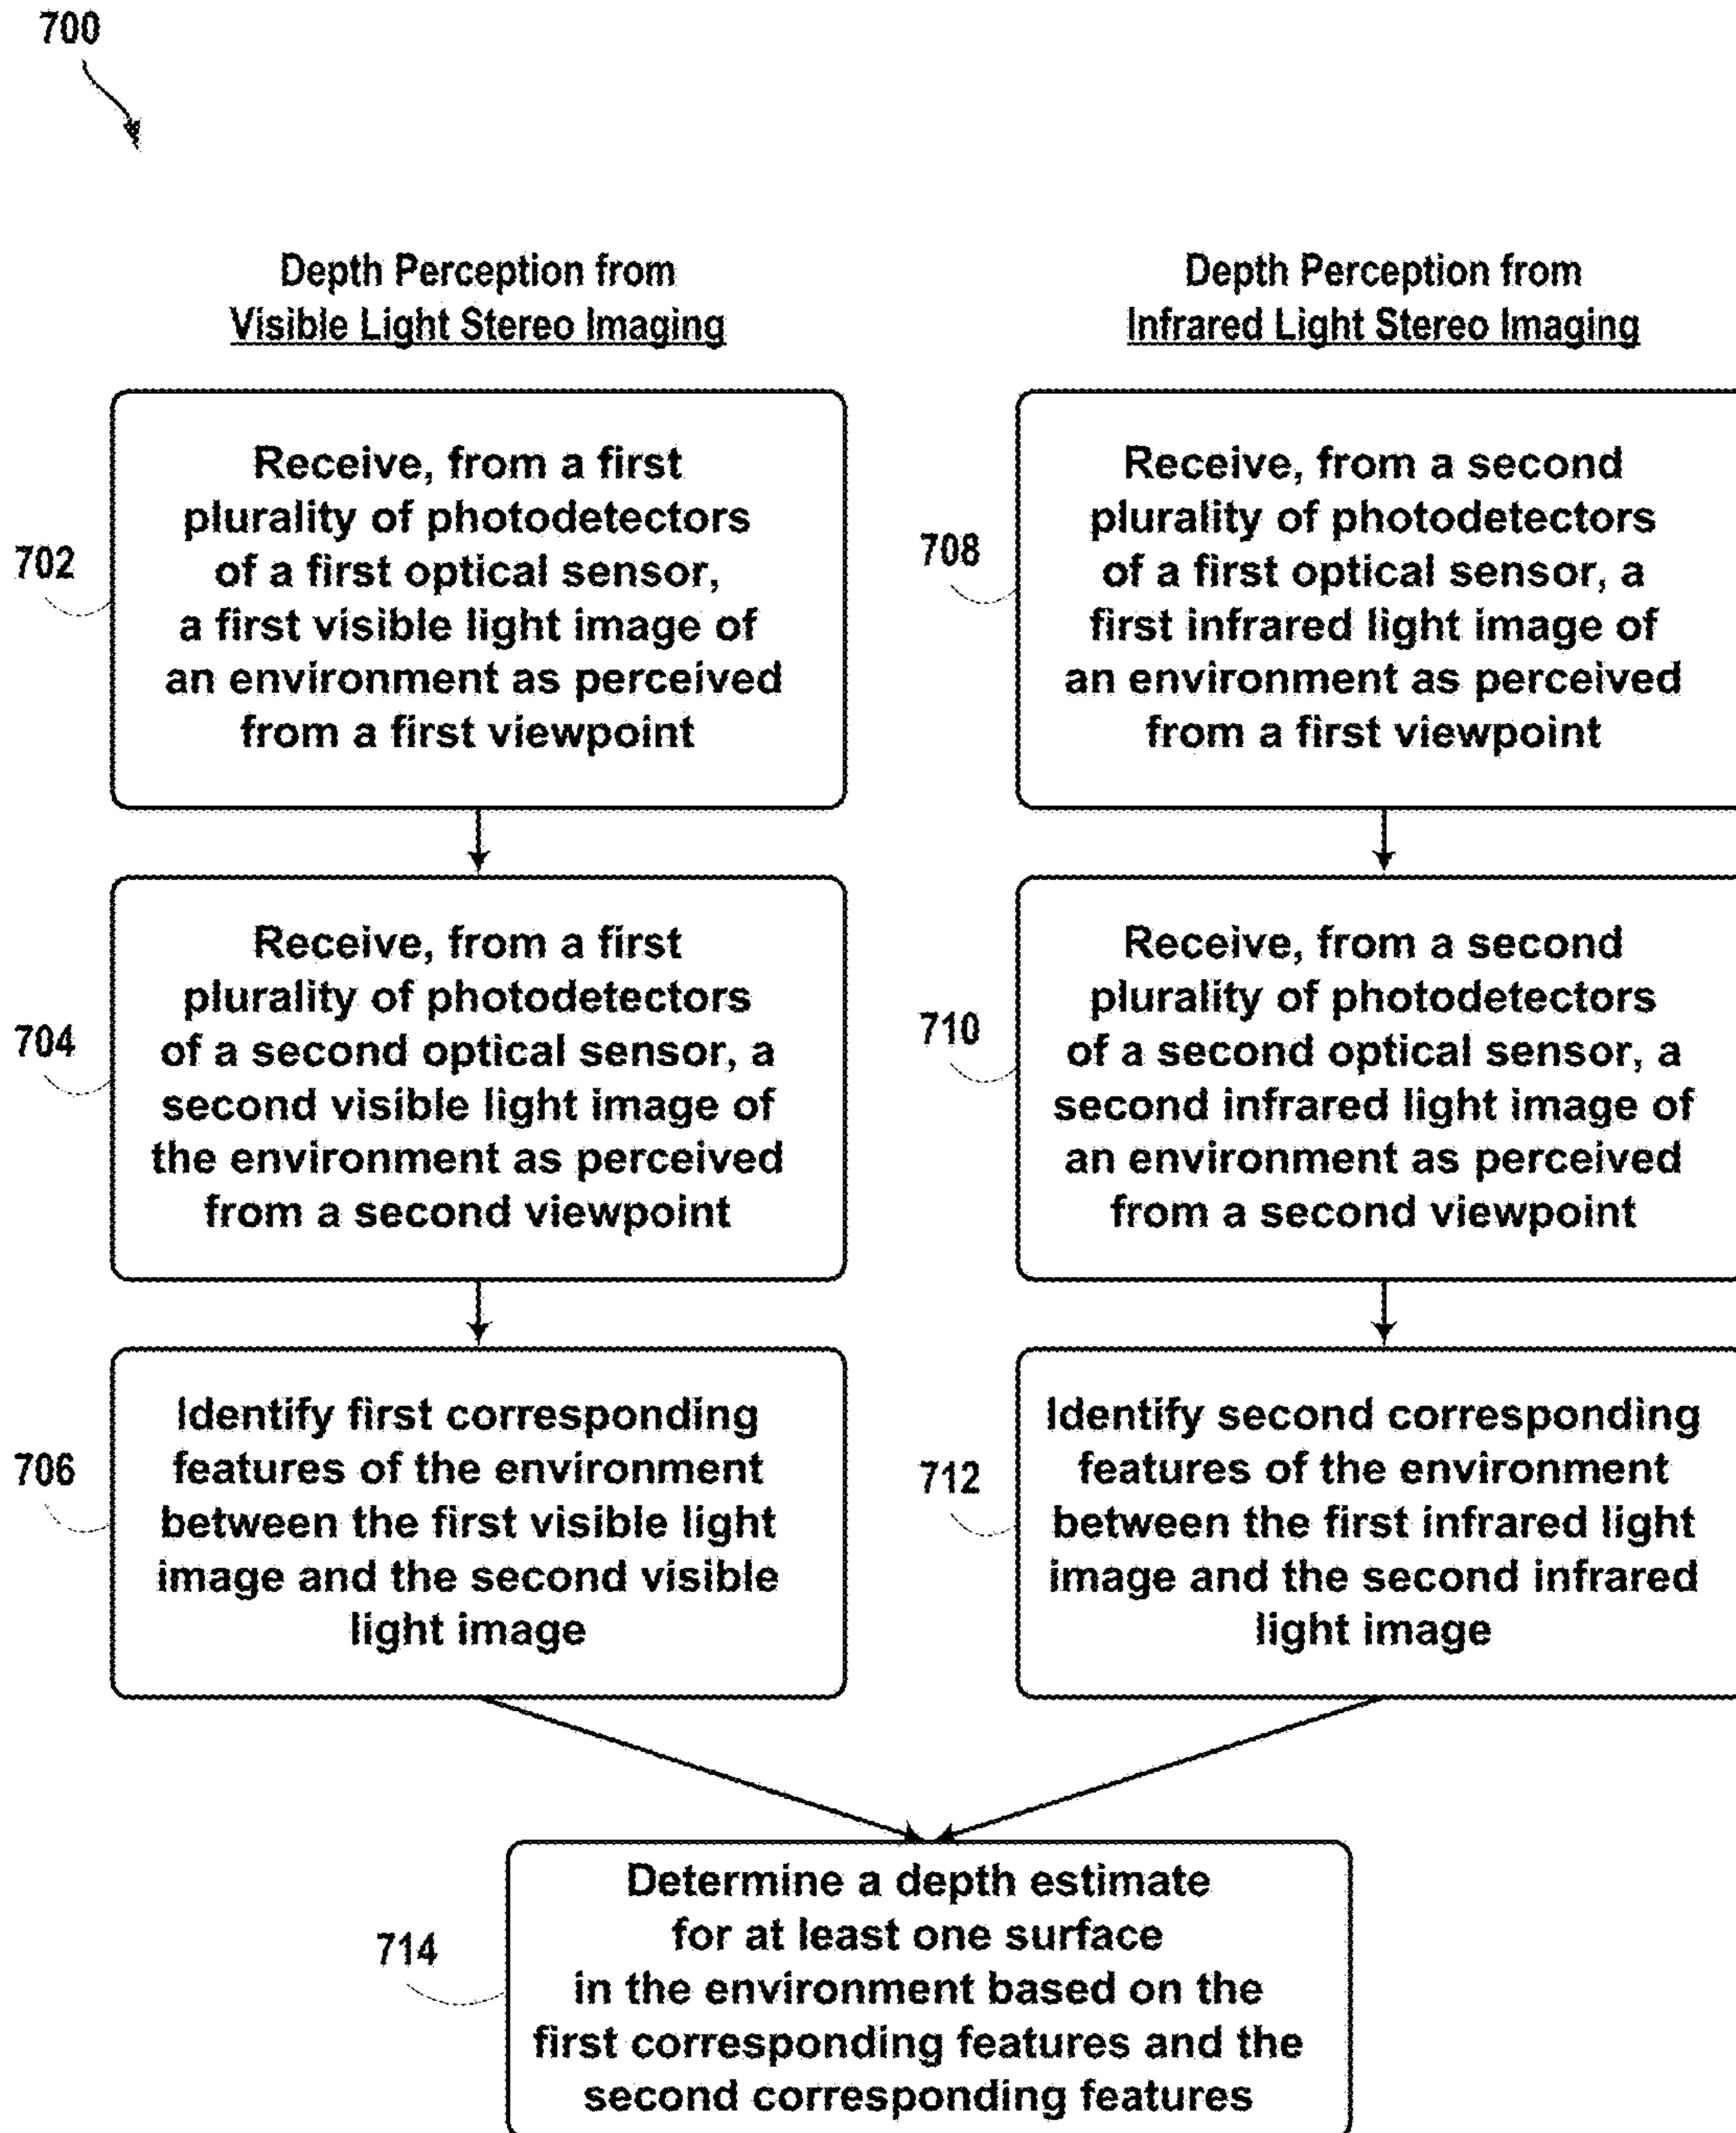 700
Depth Perception from
Visible Light Stereo Imaging
702
Receive, from a first
plurality of photodetectors
of a first optical sensor,
a first visible light image of
an environment as perceived
from a first viewpoint
704
Receive, from a first
plurality of photodetectors
of a second optical sensor, a
second visible light image of
the environment as perceived
from a second viewpoint
706
Identify first corresponding
features of the environment
between the first visible light
image and the second visible
light image
Depth Perception from
Infrared Light Stereo Imaging
708
Receive, from a second
plurality of photodetectors
of a first optical sensor, a
first infrared light image of
an environment as perceived
from a first viewpoint
710
Receive, from a second
plurality of photodetectors
of a second optical sensor, a
second infrared light image of
an environment as perceived
from a second viewpoint
712
Identify second corresponding
features of the environment
between the first infrared light
image and the second infrared
light image
714
Determine a depth estimate
for at least one surface
in the environment based on the
first corresponding features and the
second corresponding features